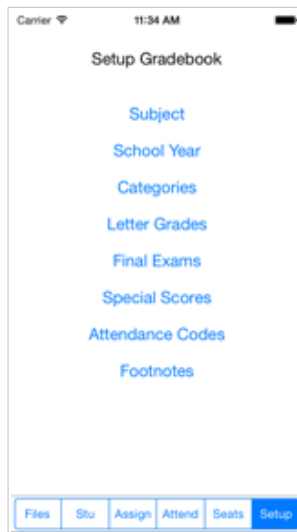 Carrier 11:34 AM
Setup Gradebook
Subject
School Year
Categories
Letter Grades
Final Exams
Special Scores
Attendance Codes
Footnotes
Files Stu Assign Attend Seats Setup